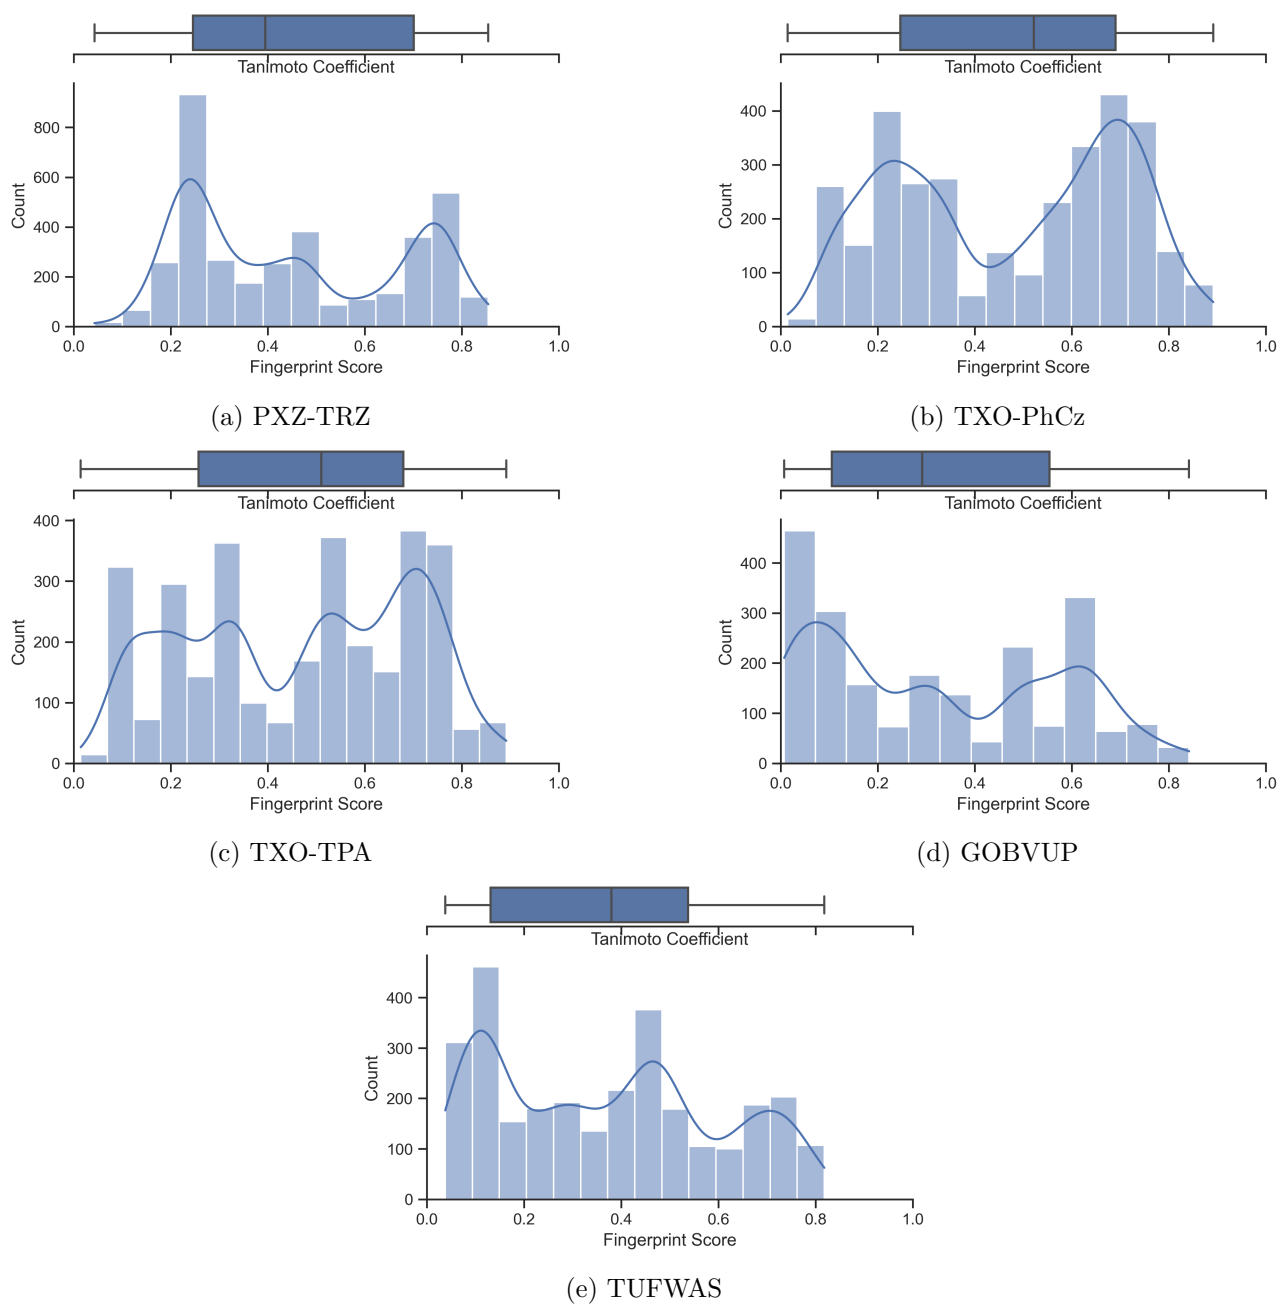 Tanimoto Coefficient
Count
800
600
400
200
0
0.0 0.2 0.4 0.6 0.8 1.0
Fingerprint Score
(a) PXZ-TRZ
Tanimoto Coefficient
Count
400
300
200
100
0
0.0 0.2 0.4 0.6 0.8 1.0
Fingerprint Score
(b) TXO-PhCz
Tanimoto Coefficient
Count
400
300
200
100
0
0.0 0.2 0.4 0.6 0.8 1.0
Fingerprint Score
(c) TXO-TPA
Tanimoto Coefficient
Count
400
300
200
100
0
0.0 0.2 0.4 0.6 0.8 1.0
Fingerprint Score
(d) GOBVUP
Tanimoto Coefficient
Count
400
300
200
100
0
0.0 0.2 0.4 0.6 0.8 1.0
Fingerprint Score
(e) TUFWAS